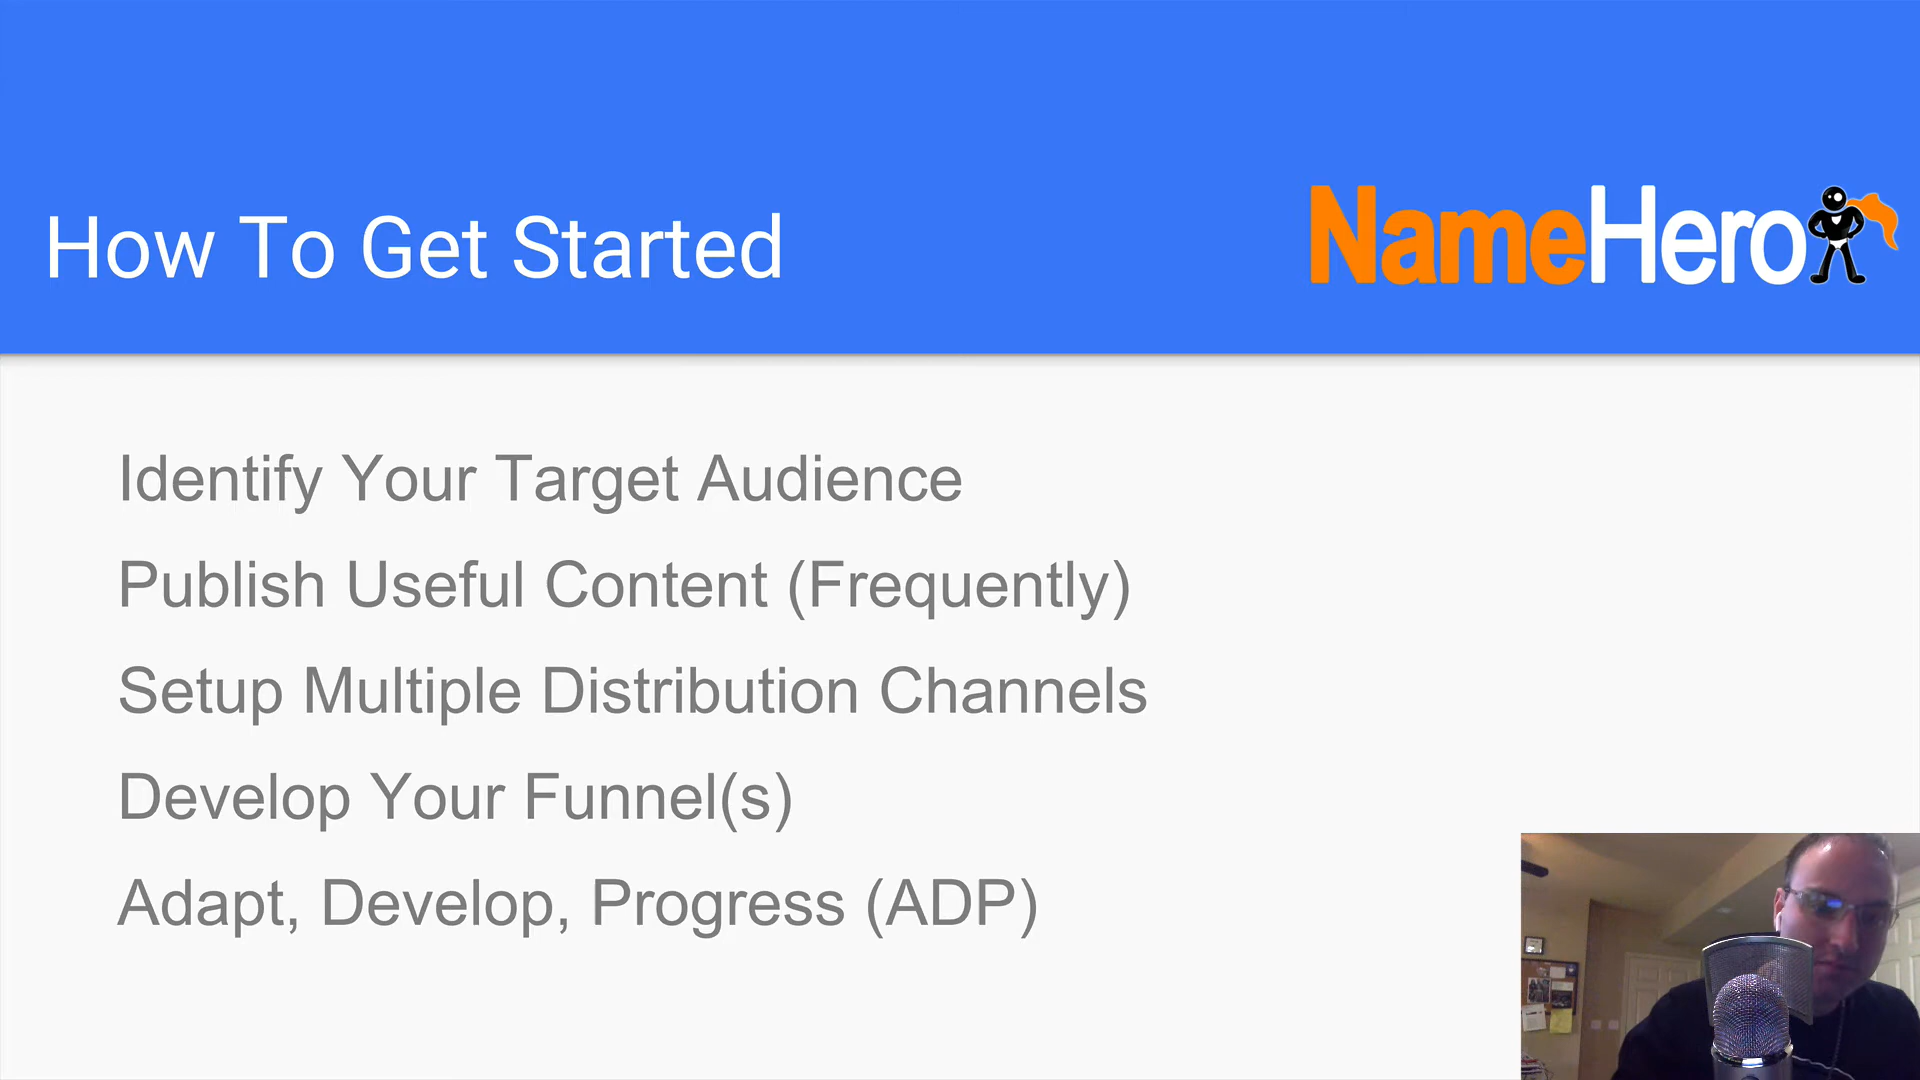 How To Get Started
NameHero
Identify Your Target Audience
Publish Useful Content (Frequently)
Setup Multiple Distribution Channels
Develop Your Funnel(s)
Adapt, Develop, Progress (ADP)